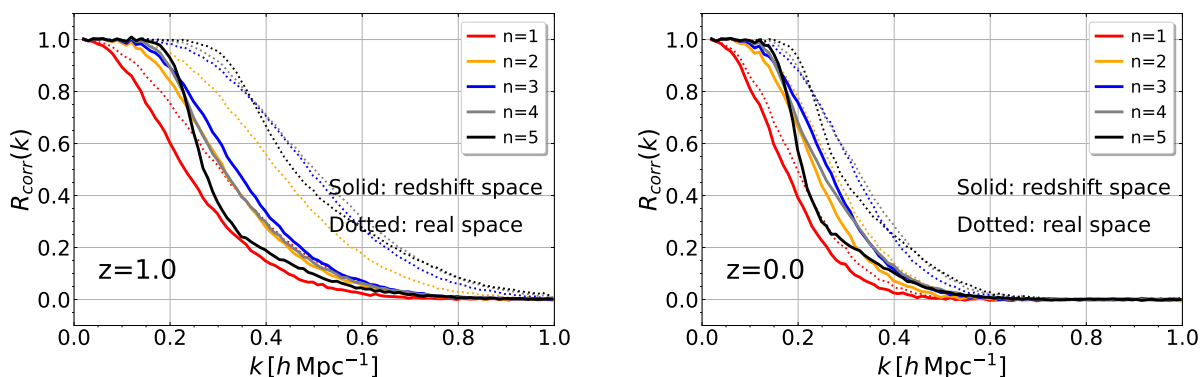 R_corr(k)
1.0
0.8
0.6
0.4
0.2
0.0
n=1
n=2
n=3
n=4
n=5
Solid: redshift space
Dotted: real space
z=1.0
0.0 0.2 0.4 0.6 0.8 1.0
k [h Mpc⁻¹]
R_corr(k)
1.0
0.8
0.6
0.4
0.2
0.0
n=1
n=2
n=3
n=4
n=5
Solid: redshift space
Dotted: real space
z=0.0
0.0 0.2 0.4 0.6 0.8 1.0
k [h Mpc⁻¹]